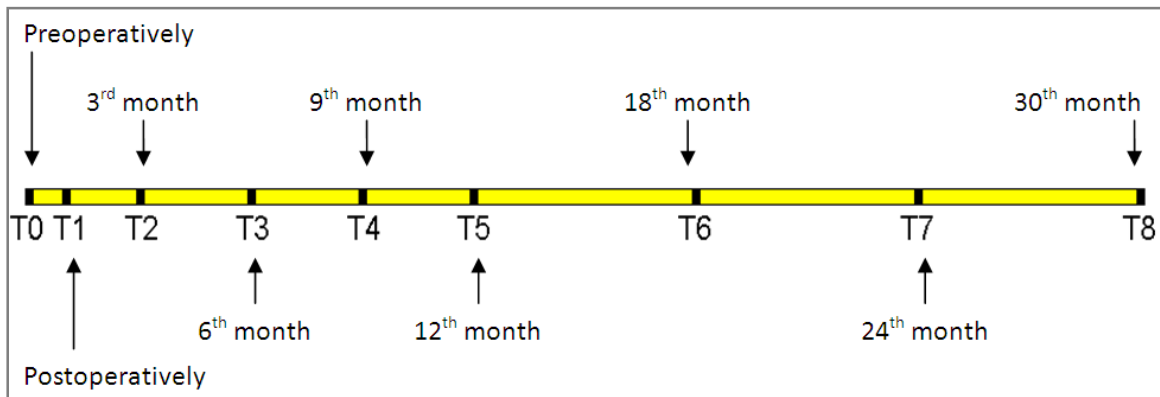 Preoperatively
3rd month 9th month 18th month 30th month
T0 T1 T2 T3 T4 T5 T6 T7 T8
6th month 12th month 24th month
Postoperatively